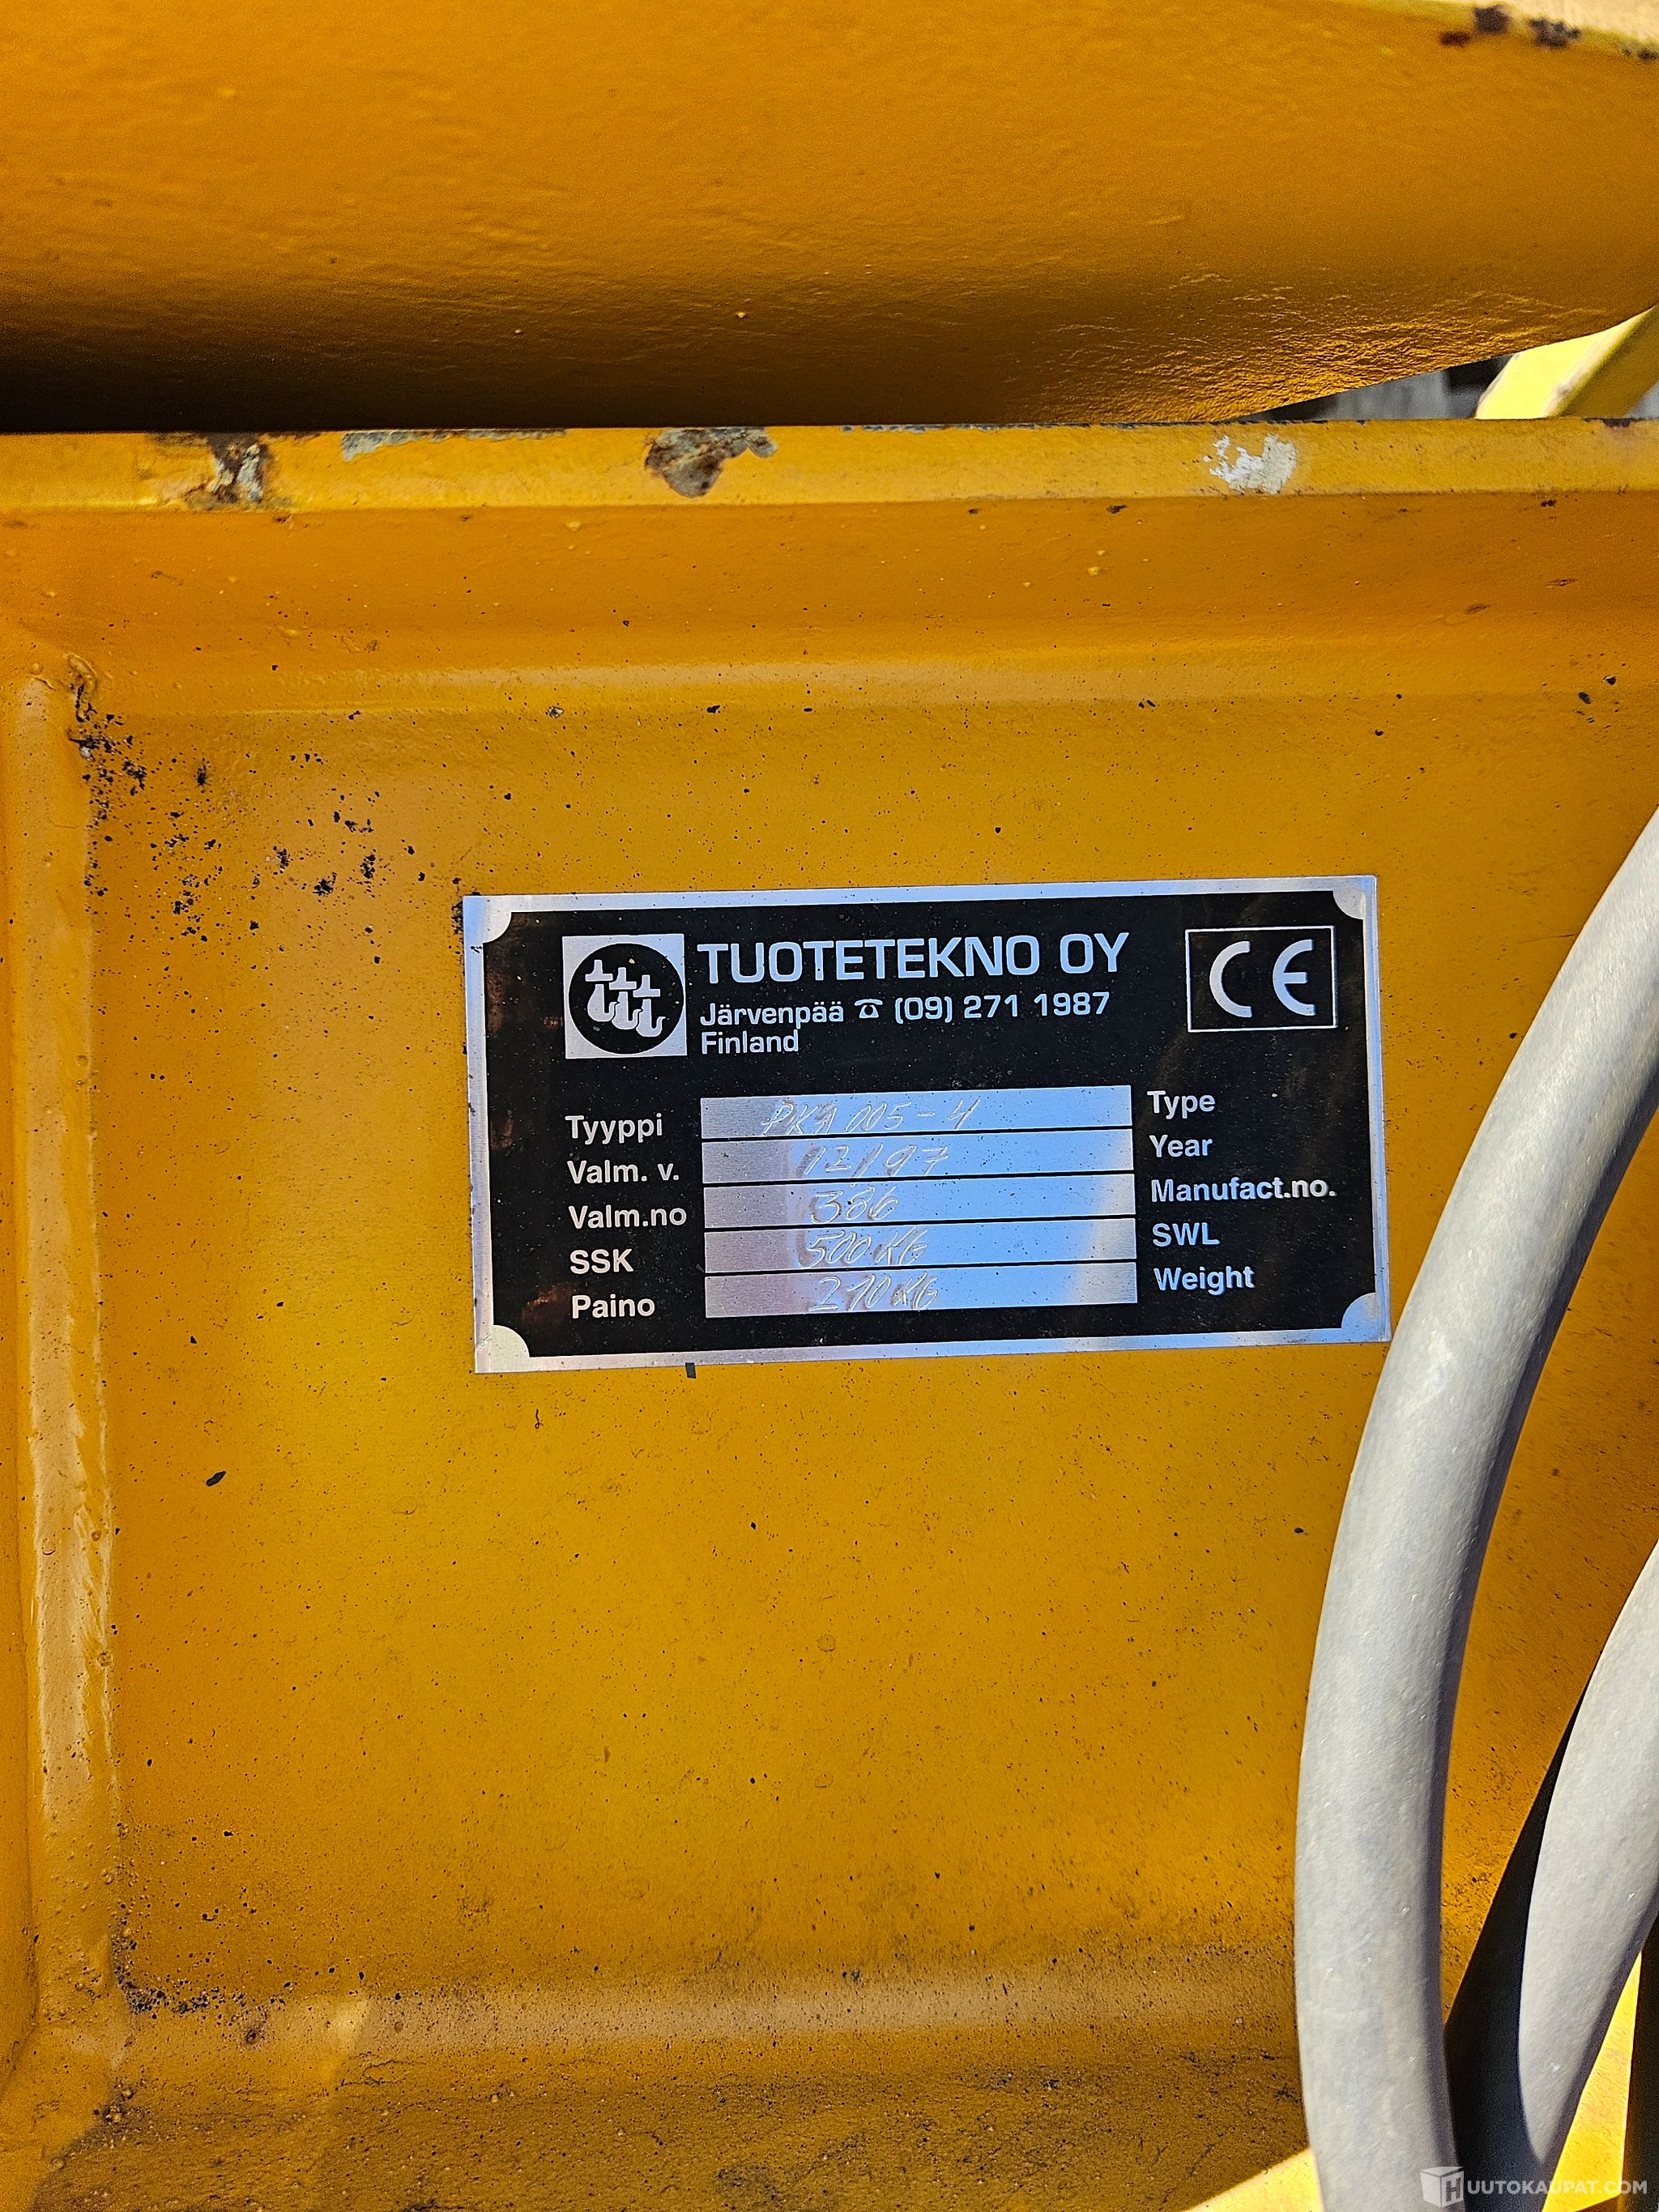 TUOTETEKNO OY
Järvenpää ☎ (09) 271 1987
Finland
CE
Tyyppi PKA 005-4 Type
Valm. v. 12/97 Year
Valm.no 386 Manufact.no.
SSK 500 KG SWL
Paino 210 KG Weight
HUUTOKAUPAT.COM